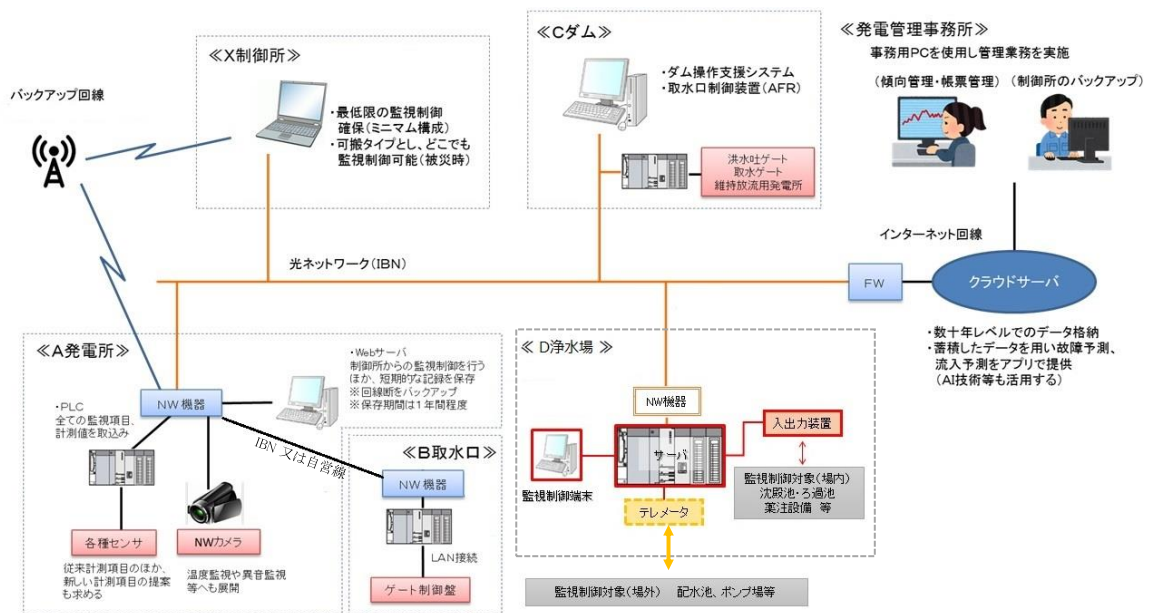 バックアップ回線
≪X制御所≫
・最低限の監視制御
確保(ミニマム構成)
・可搬タイプとし、どこでも
監視制御可能(被災時)
≪Cダム≫
・ダム操作支援システム
・取水口制御装置(AFR)
洪水吐ゲート
取水ゲート
維持放流用発電所
≪発電管理事務所≫
事務用PCを使用し管理業務を実施
(傾向管理・帳票管理)
(制御所のバックアップ)
インターネット回線
光ネットワーク(IBN)
FW
クラウドサーバ
・数十年レベルでのデータ格納
・蓄積したデータを用い故障予測、
流入予測をアプリで提供
(AI技術等も活用する)
≪A発電所≫
NW機器
・Webサーバ
制御所からの監視制御を行う
ほか、短期的な記録を保存
※回線断をバックアップ
※保存期間は1年間程度
・PLC
全ての監視項目、
計測値を取込み
IBN 又は自営線
各種センサ
従来計測項目のほか、
新しい計測項目の提案
も求める
NWカメラ
温度監視や異音監視
等へも展開
≪B取水口≫
NW機器
LAN接続
ゲート制御盤
≪ D浄水場 ≫
NW機器
サーバ
監視制御端末
テレメータ
入出力装置
監視制御対象(場内)
沈殿池・ろ過池
薬注設備 等
監視制御対象(場外) 配水池、ポンプ場等